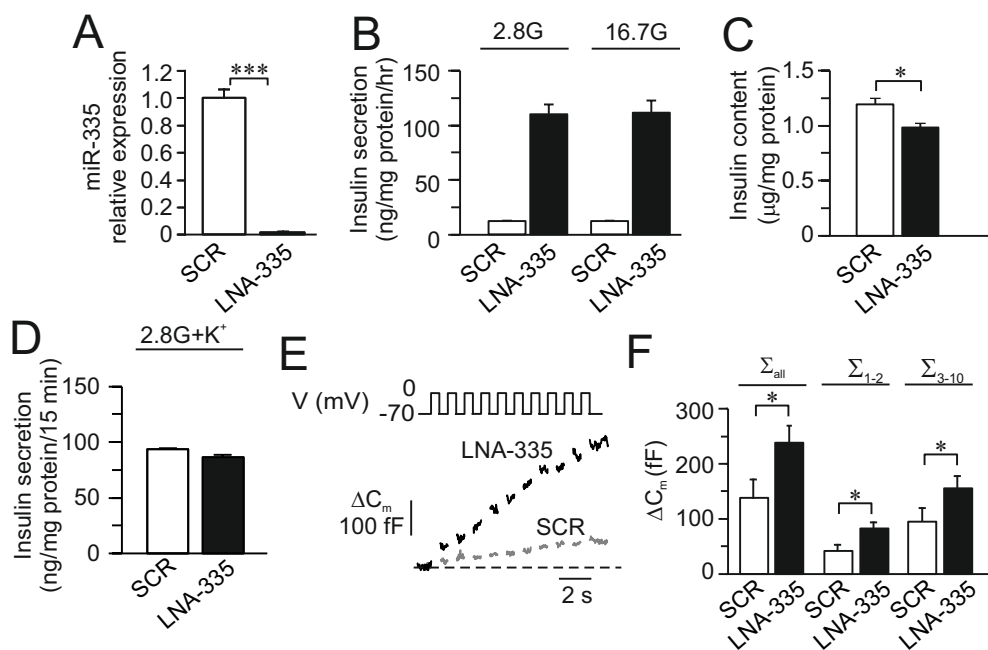 A
miR-335
relative expression
1.2
1.0
0.8
0.6
0.4
0.2
0
***
SCR
LNA-335
B
2.8G
16.7G
Insulin secretion
(ng/mg protein/hr)
150
100
50
0
SCR
LNA-335
SCR
LNA-335
C
Insulin content
(µg/mg protein)
1.5
1.0
0.5
0
*
SCR
LNA-335
D
2.8G+K⁺
Insulin secretion
(ng/mg protein/15 min)
150
100
50
0
SCR
LNA-335
E
V (mV)
0
-70
LNA-335
ΔCₘ
100 fF
SCR
2 s
F
Σall
Σ1-2
Σ3-10
ΔCₘ (fF)
300
200
100
0
*
*
*
SCR
LNA-335
SCR
LNA-335
SCR
LNA-335